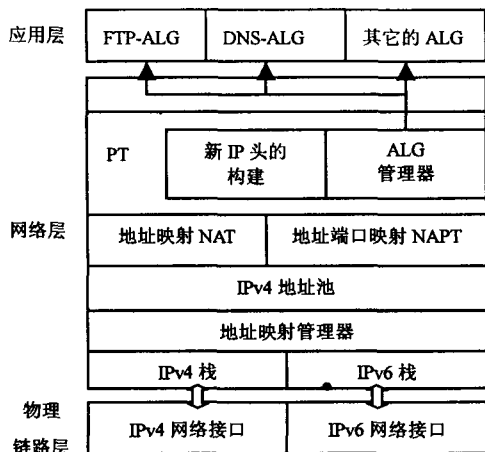 应用层 FTP-ALG DNS-ALG 其它的 ALG
PT
新 IP 头的
构建
ALG
管理器
网络层
地址映射 NAT 地址端口映射 NAPT
IPv4 地址池
地址映射管理器
IPv4 栈 IPv6 栈
物理
链路层
IPv4 网络接口 IPv6 网络接口